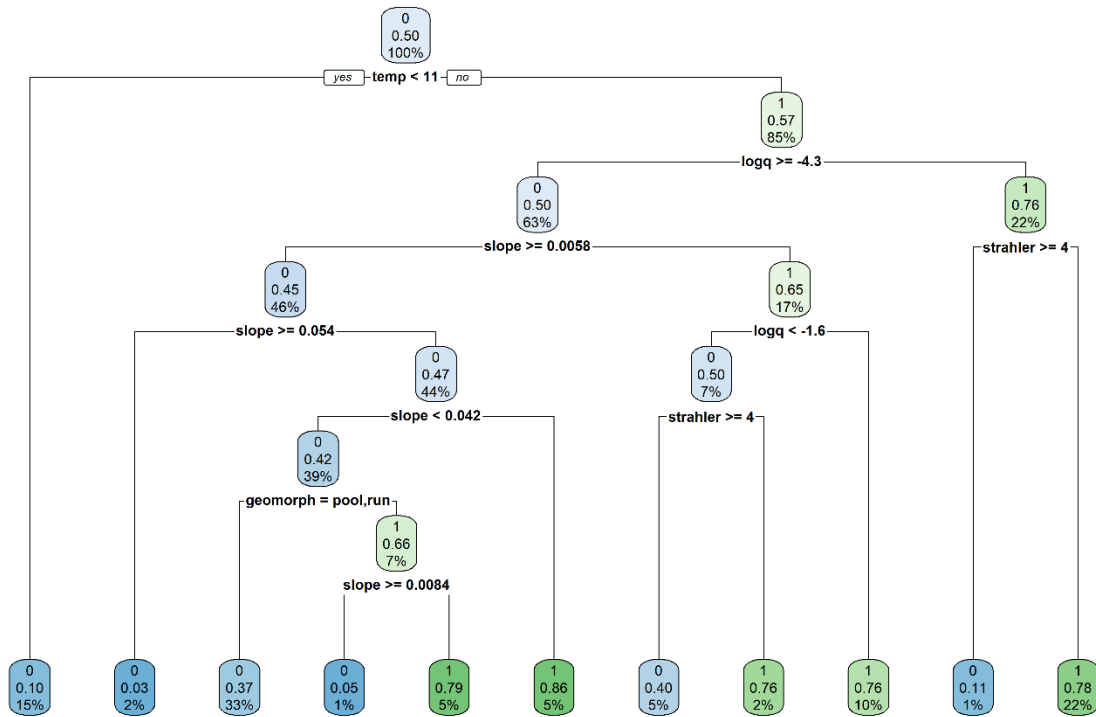 0
0.50
100%
yes temp < 11 no
1
0.57
85%
logq >= -4.3
0
0.50
63%
1
0.76
22%
slope >= 0.0058
strahler >= 4
0
0.45
46%
1
0.65
17%
slope >= 0.054
logq < -1.6
0
0.47
44%
0
0.50
7%
slope < 0.042
strahler >= 4
0
0.42
39%
geomorph = pool,run
1
0.66
7%
slope >= 0.0084
0 0 0 0 1 1 0 1 1 0 1
0.10 0.03 0.37 0.05 0.79 0.86 0.40 0.76 0.76 0.11 0.78
15% 2% 33% 1% 5% 5% 5% 2% 10% 1% 22%